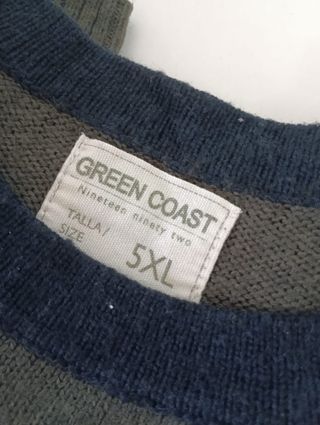 GREEN COAST
Nineteen ninety two
TALLA/
SIZE
5XL